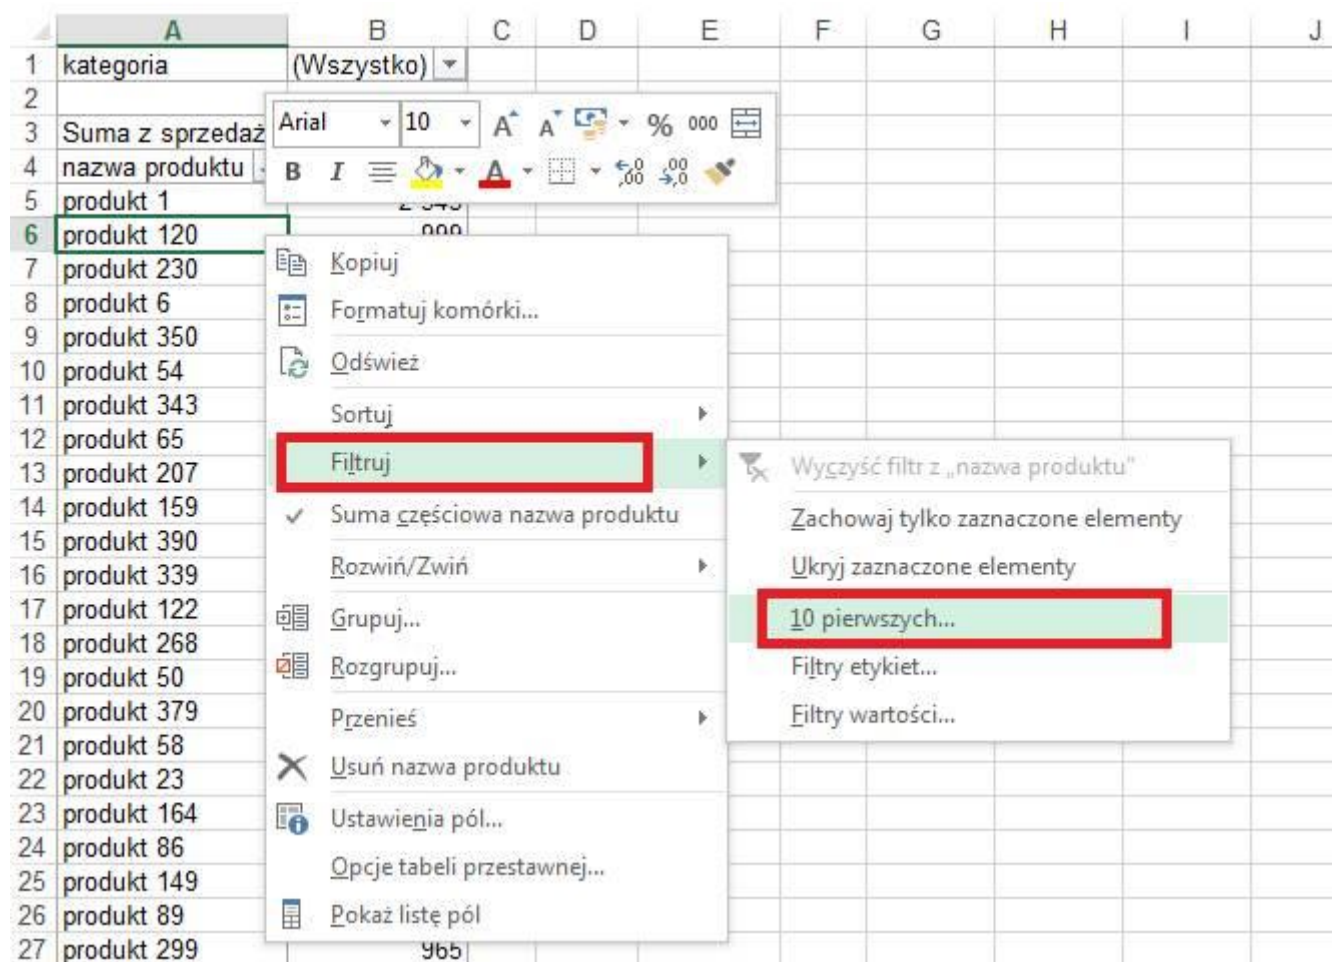 A B C D E F G H I J
1 kategoria (Wszystko)
2
3 Suma z sprzedaż
4 nazwa produktu
Arial 10 A A % 000
B I A ,00 ,00 ,0
5 produkt 1
6 produkt 120
7 produkt 230
8 produkt 6
9 produkt 350
10 produkt 54
11 produkt 343
12 produkt 65
13 produkt 207
14 produkt 159
15 produkt 390
16 produkt 339
17 produkt 122
18 produkt 268
19 produkt 50
20 produkt 379
21 produkt 58
22 produkt 23
23 produkt 164
24 produkt 86
25 produkt 149
26 produkt 89
27 produkt 299 965
Kopiuj
Formatuj komórki...
Odśwież
Sortuj
Filtruj
Suma częściowa nazwa produktu
Rozwiń/Zwiń
Grupuj...
Rozgrupuj...
Przenieś
Usuń nazwa produktu
Ustawienia pól...
Opcje tabeli przestawnej...
Pokaż listę pól
Wyczyść filtr z „nazwa produktu"
Zachowaj tylko zaznaczone elementy
Ukryj zaznaczone elementy
10 pierwszych...
Filtry etykiet...
Filtry wartości...